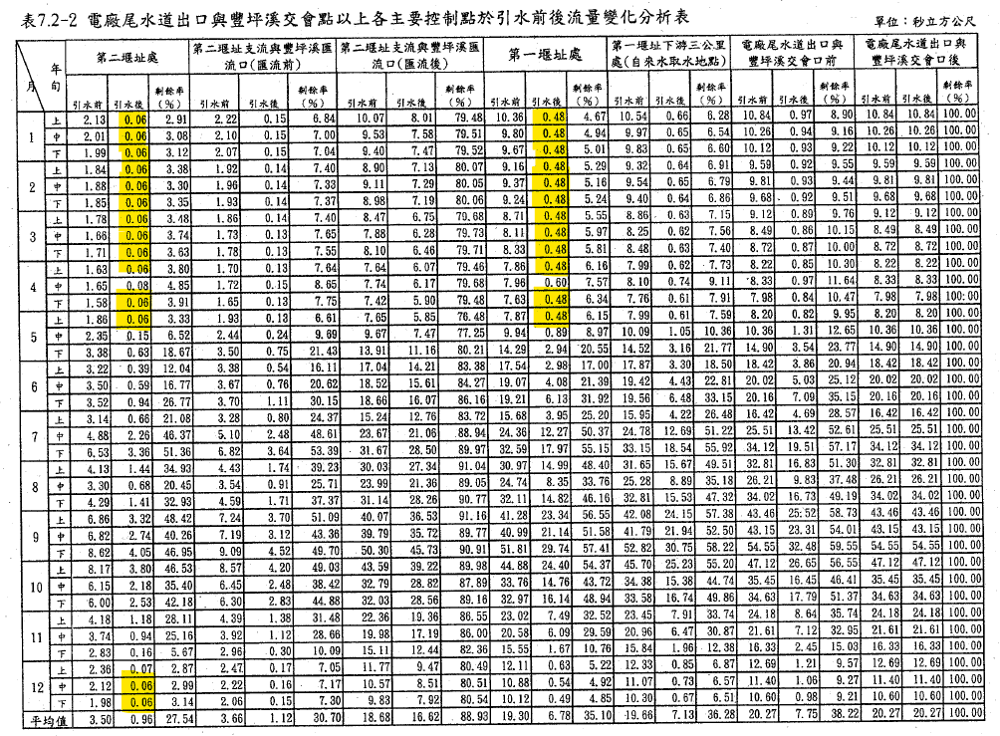 表7.2-2 電廠尾水道出口與豐坪溪交會點以上各主要控制點於引水前後流量變化分析表
單位：秒立方公尺
年 旬 月 第二堰址處 第二堰址支流與豐坪溪匯流口(匯流前) 第二堰址支流與豐坪溪匯流口(匯流後) 第一堰址處 第一堰址下游三公里處(自來水取水地點) 電廠尾水道出口與豐坪溪交會口前 電廠尾水道出口與豐坪溪交會口後
引水前 引水後 剩餘率(%) 引水前 引水後 剩餘率(%) 引水前 引水後 剩餘率(%) 引水前 引水後 剩餘率(%) 引水前 引水後 剩餘率(%) 引水前 引水後 剩餘率(%) 引水前 引水後 剩餘率(%)
1 上 2.13 0.06 2.91 2.22 0.15 6.84 10.07 8.01 79.48 10.36 0.48 4.67 10.54 0.66 6.28 10.84 0.97 8.90 10.84 10.84 100.00
中 2.01 0.06 3.08 2.10 0.15 7.00 9.53 7.58 79.51 9.80 0.48 4.94 9.97 0.65 6.54 10.26 0.94 9.16 10.26 10.26 100.00
下 1.99 0.06 3.12 2.07 0.15 7.04 9.40 7.47 79.52 9.67 0.48 5.01 9.83 0.65 6.60 10.12 0.93 9.22 10.12 10.12 100.00
2 上 1.84 0.06 3.38 1.92 0.14 7.40 8.90 7.13 80.07 9.16 0.48 5.29 9.32 0.64 6.91 9.59 0.92 9.55 9.59 9.59 100.00
中 1.88 0.06 3.30 1.96 0.14 7.33 9.11 7.29 80.05 9.37 0.48 5.16 9.54 0.65 6.79 9.81 0.93 9.44 9.81 9.81 100.00
下 1.85 0.06 3.35 1.93 0.14 7.37 8.98 7.19 80.06 9.24 0.48 5.24 9.40 0.64 6.86 9.68 0.92 9.51 9.68 9.68 100.00
3 上 1.78 0.06 3.48 1.86 0.14 7.40 8.47 6.75 79.68 8.71 0.48 5.55 8.86 0.63 7.15 9.12 0.89 9.76 9.12 9.12 100.00
中 1.66 0.06 3.74 1.73 0.13 7.65 7.88 6.28 79.73 8.11 0.48 5.97 8.25 0.62 7.56 8.49 0.86 10.15 8.49 8.49 100.00
下 1.71 0.06 3.63 1.78 0.13 7.55 8.10 6.46 79.71 8.33 0.48 5.81 8.48 0.63 7.40 8.72 0.87 10.00 8.72 8.72 100.00
4 上 1.63 0.06 3.80 1.70 0.13 7.64 7.64 6.07 79.46 7.86 0.48 6.16 7.99 0.62 7.73 8.22 0.85 10.30 8.22 8.22 100.00
中 1.65 0.08 4.85 1.72 0.15 8.65 7.74 6.17 79.68 7.96 0.60 7.57 8.10 0.74 9.11 8.33 0.97 11.64 8.33 8.33 100.00
下 1.58 0.06 3.91 1.65 0.13 7.75 7.42 5.90 79.48 7.63 0.48 6.34 7.76 0.61 7.91 7.98 0.84 10.47 7.98 7.98 100.00
5 上 1.86 0.06 3.33 1.93 0.13 6.61 7.65 5.85 76.48 7.87 0.48 6.15 7.99 0.61 7.59 8.20 0.82 9.95 8.20 8.20 100.00
中 2.35 0.15 6.52 2.44 0.24 9.69 9.67 7.47 77.25 9.94 0.89 8.97 10.09 1.05 10.36 10.36 1.31 12.65 10.36 10.36 100.00
下 3.38 0.63 18.67 3.50 0.75 21.43 13.91 11.16 80.21 14.29 2.94 20.55 14.52 3.16 21.77 14.90 3.54 23.77 14.90 14.90 100.00
6 上 3.22 0.39 12.04 3.38 0.54 16.11 17.04 14.21 83.38 17.54 2.98 17.00 17.87 3.30 18.50 18.42 3.86 20.94 18.42 18.42 100.00
中 3.50 0.59 16.77 3.67 0.76 20.62 18.52 15.61 84.27 19.07 4.08 21.39 19.42 4.43 22.81 20.02 5.03 25.12 20.02 20.02 100.00
下 3.52 0.94 26.77 3.70 1.11 30.15 18.66 16.07 86.16 19.21 6.13 31.92 19.56 6.48 33.15 20.16 7.09 35.15 20.16 20.16 100.00
7 上 3.14 0.66 21.08 3.28 0.80 24.37 15.24 12.76 83.72 15.68 3.95 25.20 15.95 4.22 26.48 16.42 4.69 28.57 16.42 16.42 100.00
中 4.88 2.26 46.37 5.10 2.48 48.61 23.67 21.06 88.94 24.36 12.27 50.37 24.78 12.69 51.22 25.51 13.42 52.61 25.51 25.51 100.00
下 6.53 3.36 51.36 6.82 3.64 53.39 31.67 28.50 89.97 32.59 17.97 55.15 33.15 18.54 55.92 34.12 19.51 57.17 34.12 34.12 100.00
8 上 4.13 1.44 34.93 4.43 1.74 39.23 30.03 27.34 91.04 30.97 14.99 48.40 31.65 15.67 49.51 32.81 16.83 51.30 32.81 32.81 100.00
中 3.30 0.68 20.45 3.54 0.91 25.71 23.99 21.36 89.05 24.74 8.35 33.76 25.28 8.89 35.18 26.21 9.83 37.48 26.21 26.21 100.00
下 4.29 1.41 32.93 4.59 1.71 37.37 31.14 28.26 90.77 32.11 14.82 46.16 32.81 15.53 47.32 34.02 16.73 49.19 34.02 34.02 100.00
9 上 6.86 3.32 48.42 7.24 3.70 51.09 40.07 36.53 91.16 41.28 23.34 56.55 42.08 24.15 57.38 43.46 25.52 58.73 43.46 43.46 100.00
中 6.82 2.74 40.26 7.19 3.12 43.36 39.79 35.72 89.77 40.99 21.14 51.58 41.79 21.94 52.50 43.15 23.31 54.01 43.15 43.15 100.00
下 8.62 4.05 46.95 9.09 4.52 49.70 50.30 45.73 90.91 51.81 29.74 57.41 52.82 30.75 58.22 54.55 32.48 59.55 54.55 54.55 100.00
10 上 8.17 3.80 46.53 8.57 4.20 49.03 43.59 39.22 89.98 44.88 24.40 54.37 45.70 25.23 55.20 47.12 26.65 56.55 47.12 47.12 100.00
中 6.15 2.18 35.40 6.45 2.48 38.42 32.79 28.82 87.89 33.76 14.76 43.72 34.38 15.38 44.74 35.45 16.45 46.41 35.45 35.45 100.00
下 6.00 2.53 42.18 6.30 2.83 44.88 32.03 28.56 89.16 32.97 16.14 48.94 33.58 16.74 49.86 34.63 17.79 51.37 34.63 34.63 100.00
11 上 4.18 1.18 28.11 4.39 1.38 31.48 22.36 19.36 86.55 23.02 7.49 32.52 23.45 7.91 33.74 24.18 8.64 35.74 24.18 24.18 100.00
中 3.74 0.94 25.16 3.92 1.12 28.66 19.98 17.19 86.00 20.58 6.09 29.59 20.96 6.47 30.87 21.61 7.12 32.95 21.61 21.61 100.00
下 2.83 0.16 5.67 2.96 0.30 10.09 15.11 12.44 82.36 15.55 1.67 10.76 15.84 1.96 12.38 16.33 2.45 15.03 16.33 16.33 100.00
12 上 2.36 0.07 2.87 2.47 0.17 7.05 11.77 9.47 80.49 12.11 0.63 5.22 12.33 0.85 6.87 12.69 1.21 9.57 12.69 12.69 100.00
中 2.12 0.06 2.99 2.22 0.16 7.17 10.57 8.51 80.51 10.88 0.54 4.92 11.07 0.73 6.57 11.40 1.06 9.27 11.40 11.40 100.00
下 1.98 0.06 3.14 2.06 0.15 7.30 9.83 7.92 80.54 10.12 0.49 4.85 10.30 0.67 6.51 10.60 0.98 9.21 10.60 10.60 100.00
平均值 3.50 0.96 27.54 3.66 1.12 30.70 18.68 16.62 88.93 19.30 6.78 35.10 19.66 7.13 36.28 20.27 7.75 38.22 20.27 20.27 100.00